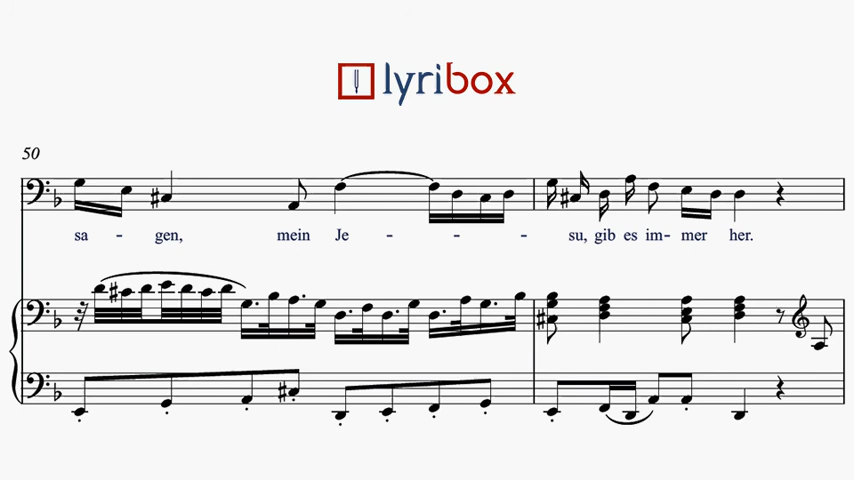 lyribox
50
sa - gen, mein Je - - - su, gib es im- mer her.